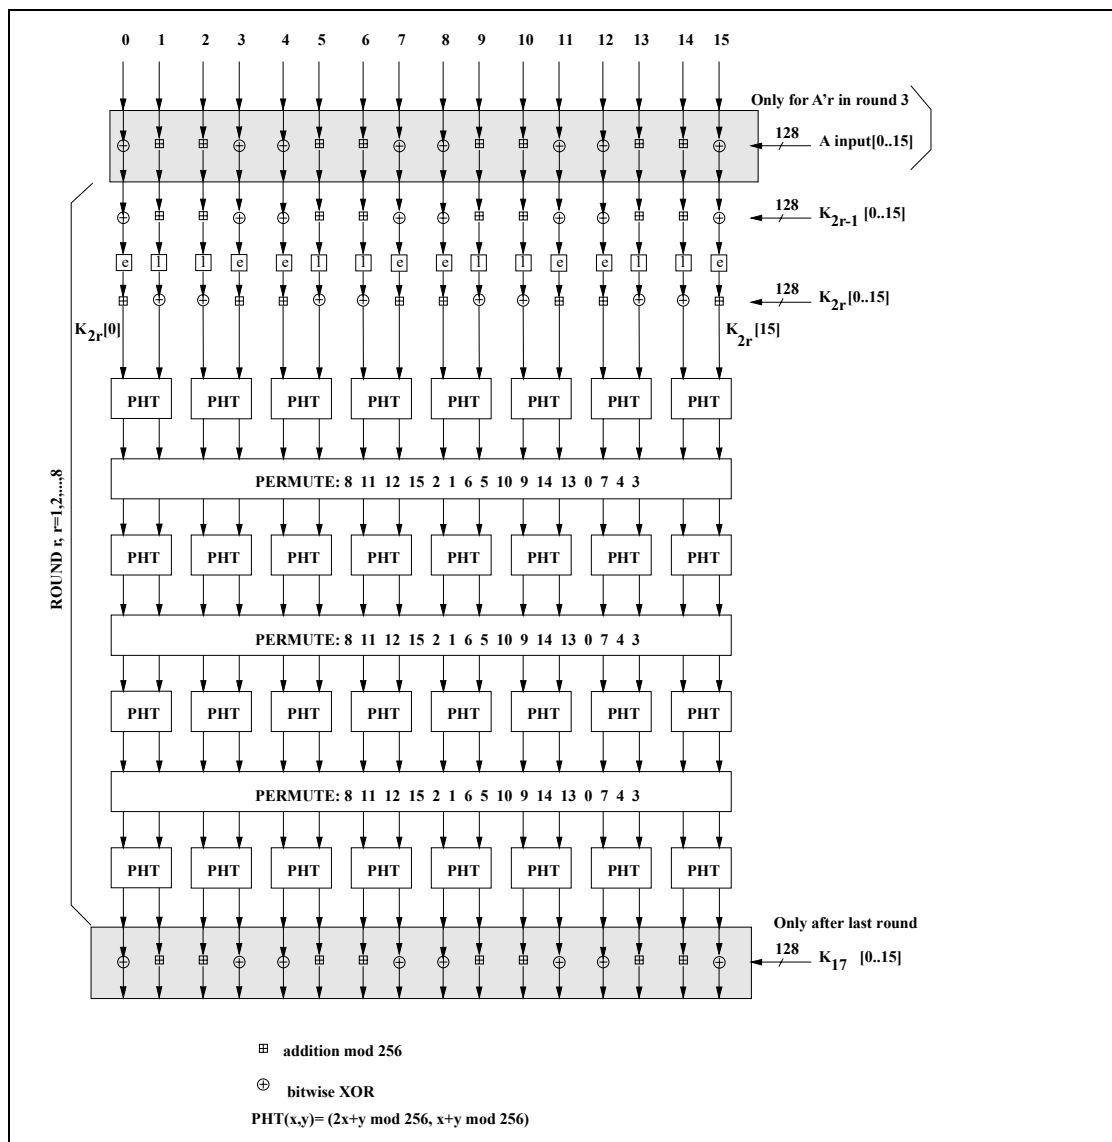 0 1 2 3 4 5 6 7 8 9 10 11 12 13 14 15
Only for A'r in round 3
128
A input[0..15]
128
K2r-1 [0..15]
e l l e e l l e e l l e e l l e
128
K2r [0..15]
K2r[0]
K2r[15]
PHT PHT PHT PHT PHT PHT PHT PHT
PERMUTE: 8 11 12 15 2 1 6 5 10 9 14 13 0 7 4 3
PHT PHT PHT PHT PHT PHT PHT PHT
ROUND r, r=1,2,...,8
PERMUTE: 8 11 12 15 2 1 6 5 10 9 14 13 0 7 4 3
PHT PHT PHT PHT PHT PHT PHT PHT
PERMUTE: 8 11 12 15 2 1 6 5 10 9 14 13 0 7 4 3
PHT PHT PHT PHT PHT PHT PHT PHT
Only after last round
128
K17 [0..15]
addition mod 256
bitwise XOR
PHT(x,y)= (2x+y mod 256, x+y mod 256)